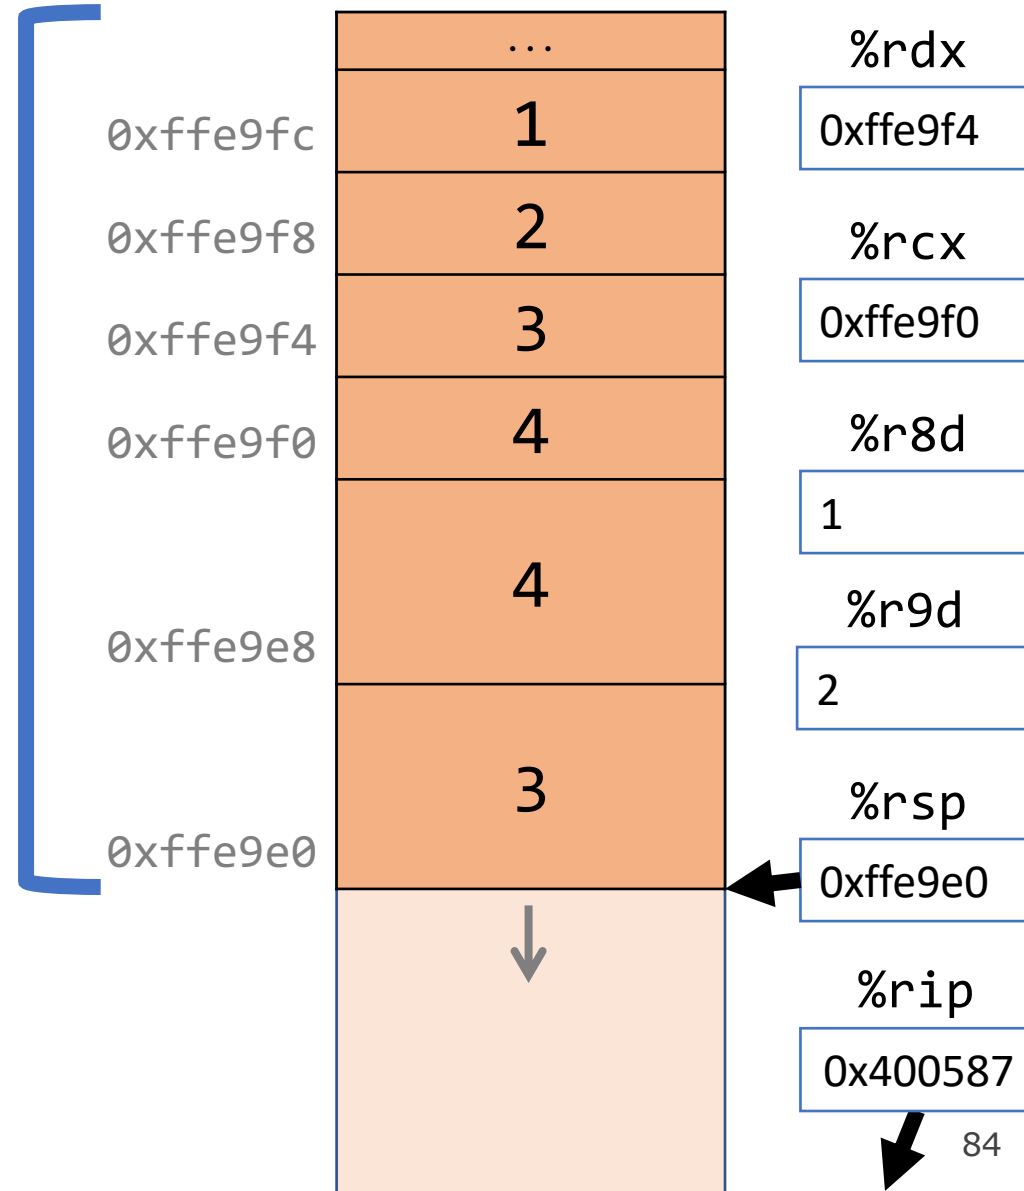 ...
0xffe9fc 1
0xffe9f8 2
0xffe9f4 3
0xffe9f0 4
0xffe9e8 4
0xffe9e0 3
%rdx
0xffe9f4
%rcx
0xffe9f0
%r8d
1
%r9d
2
%rsp
0xffe9e0
%rip
0x400587
84